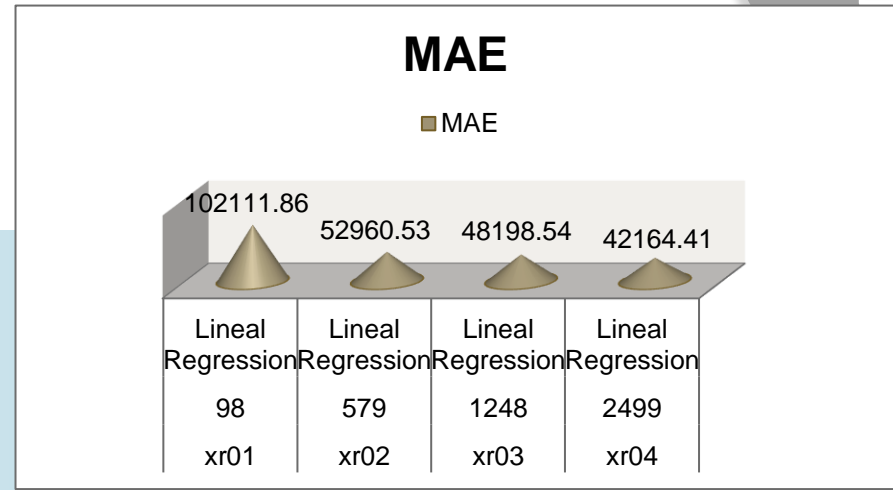 MAE
MAE
102111.86
52960.53
48198.54
42164.41
Lineal Regression Lineal Regression Lineal Regression Lineal Regression
98 579 1248 2499
xr01 xr02 xr03 xr04